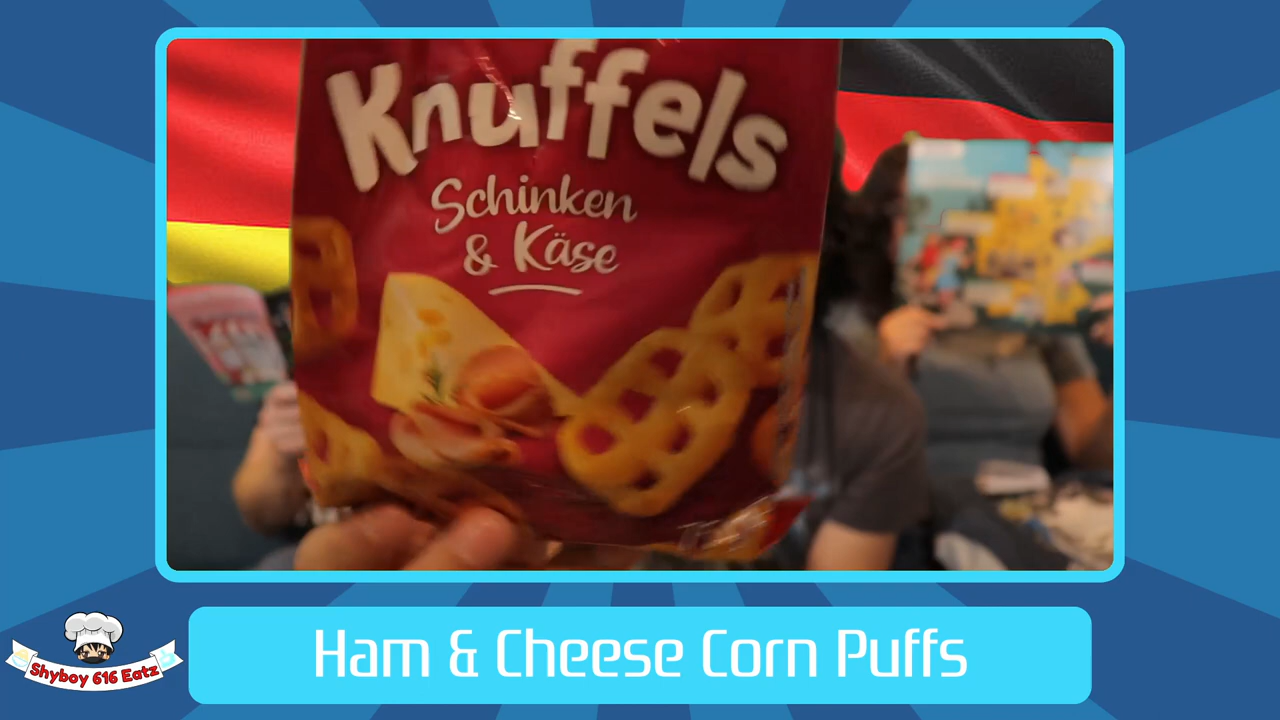 Knuffels
Schinken
& Käse
Ham & Cheese Corn Puffs
Shyboy 616 Eatz